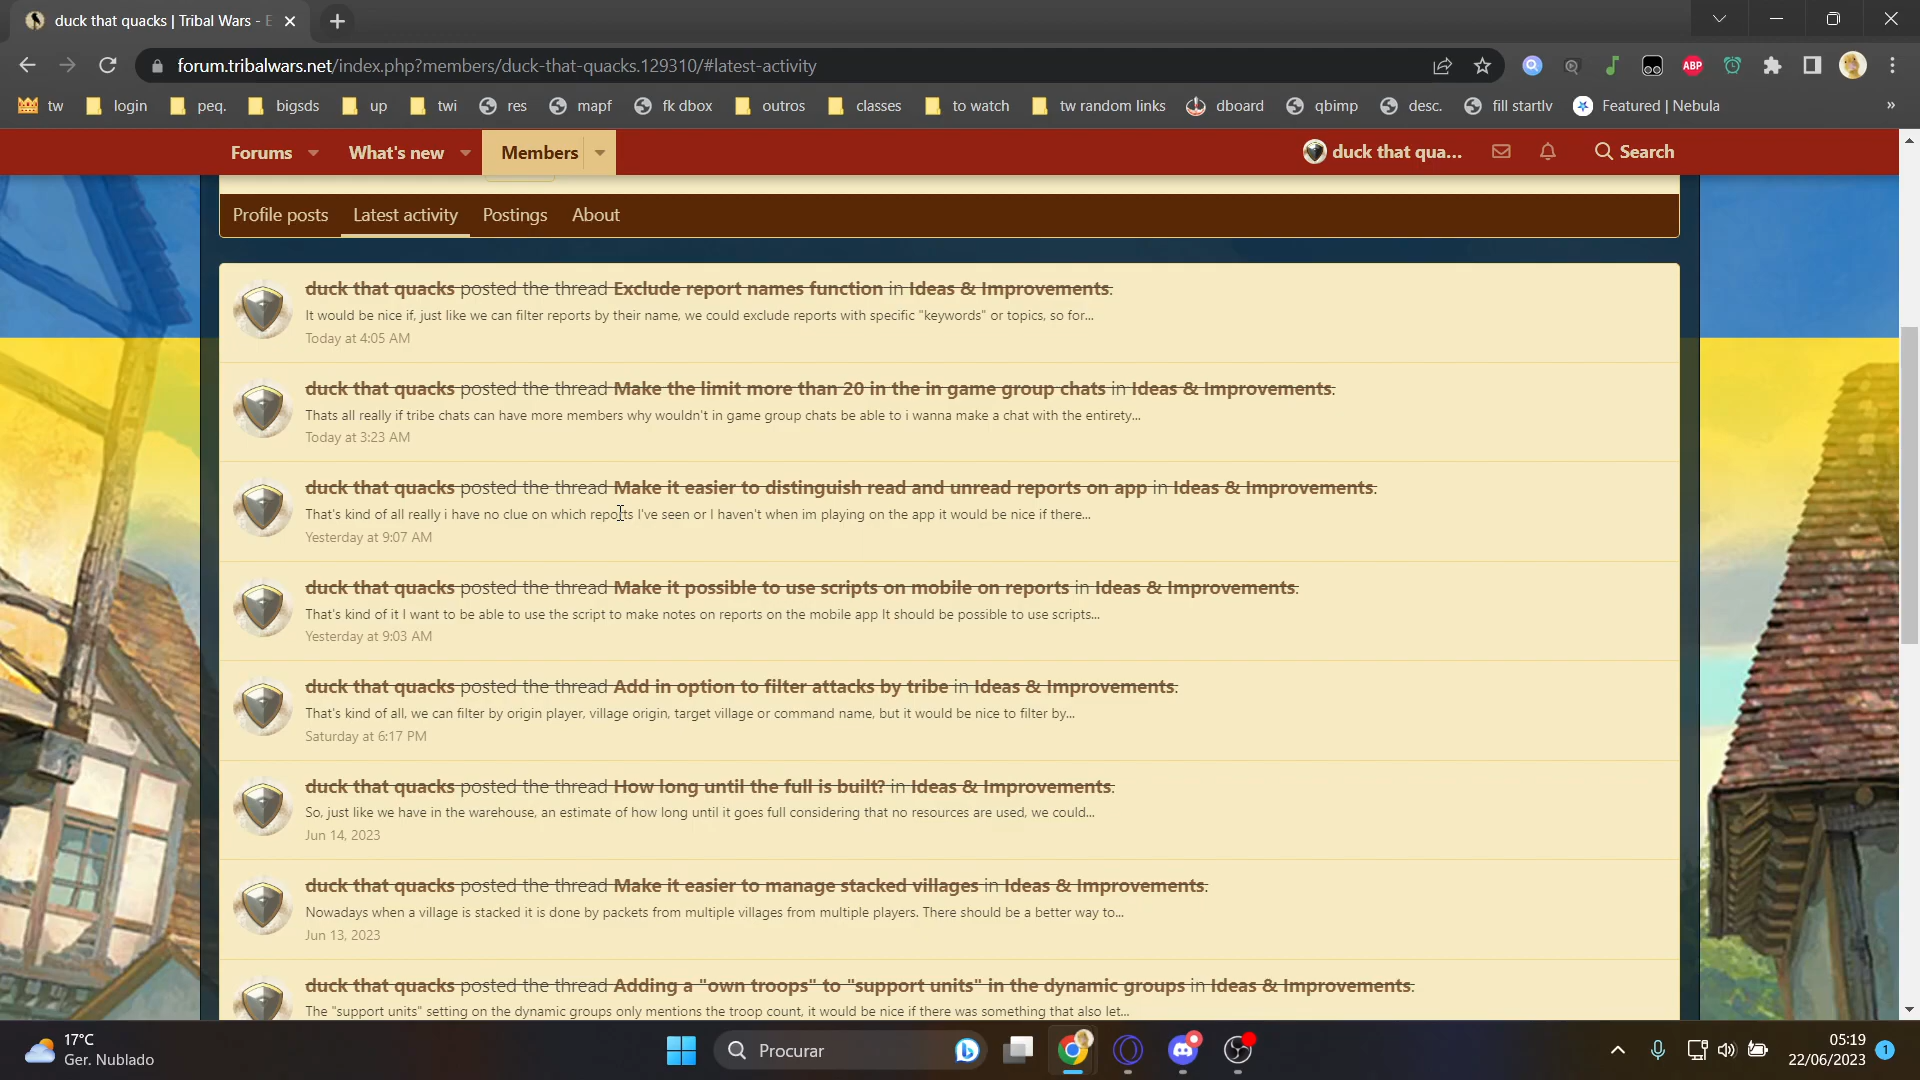 duck that quacks | Tribal Wars - E
forum.tribalwars.net/index.php?members/duck-that-quacks.129310/#latest-activity
ABP
tw login peq. bigsds up twi res mapf fk dbox outros classes to watch tw random links dboard qbimp desc. fill startlv Featured | Nebula »
Forums What's new Members duck that qua... Search
Profile posts Latest activity Postings About
duck that quacks posted the thread Exclude report names function in Ideas & Improvements.
It would be nice if, just like we can filter reports by their name, we could exclude reports with specific "keywords" or topics, so for...
Today at 4:05 AM
duck that quacks posted the thread Make the limit more than 20 in the in game group chats in Ideas & Improvements.
Thats all really if tribe chats can have more members why wouldn't in game group chats be able to i wanna make a chat with the entirety...
Today at 3:23 AM
duck that quacks posted the thread Make it easier to distinguish read and unread reports on app in Ideas & Improvements.
That's kind of all really i have no clue on which reports I've seen or I haven't when im playing on the app it would be nice if there...
Yesterday at 9:07 AM
duck that quacks posted the thread Make it possible to use scripts on mobile on reports in Ideas & Improvements.
That's kind of it I want to be able to use the script to make notes on reports on the mobile app It should be possible to use scripts...
Yesterday at 9:03 AM
duck that quacks posted the thread Add in option to filter attacks by tribe in Ideas & Improvements.
That's kind of all, we can filter by origin player, village origin, target village or command name, but it would be nice to filter by...
Saturday at 6:17 PM
duck that quacks posted the thread How long until the full is built? in Ideas & Improvements.
So, just like we have in the warehouse, an estimate of how long until it goes full considering that no resources are used, we could...
Jun 14, 2023
duck that quacks posted the thread Make it easier to manage stacked villages in Ideas & Improvements.
Nowadays when a village is stacked it is done by packets from multiple villages from multiple players. There should be a better way to...
Jun 13, 2023
duck that quacks posted the thread Adding a "own troops" to "support units" in the dynamic groups in Ideas & Improvements.
The "support units" setting on the dynamic groups only mentions the troop count, it would be nice if there was something that also let...
17°C
Ger. Nublado
Procurar
05:19
22/06/2023
1